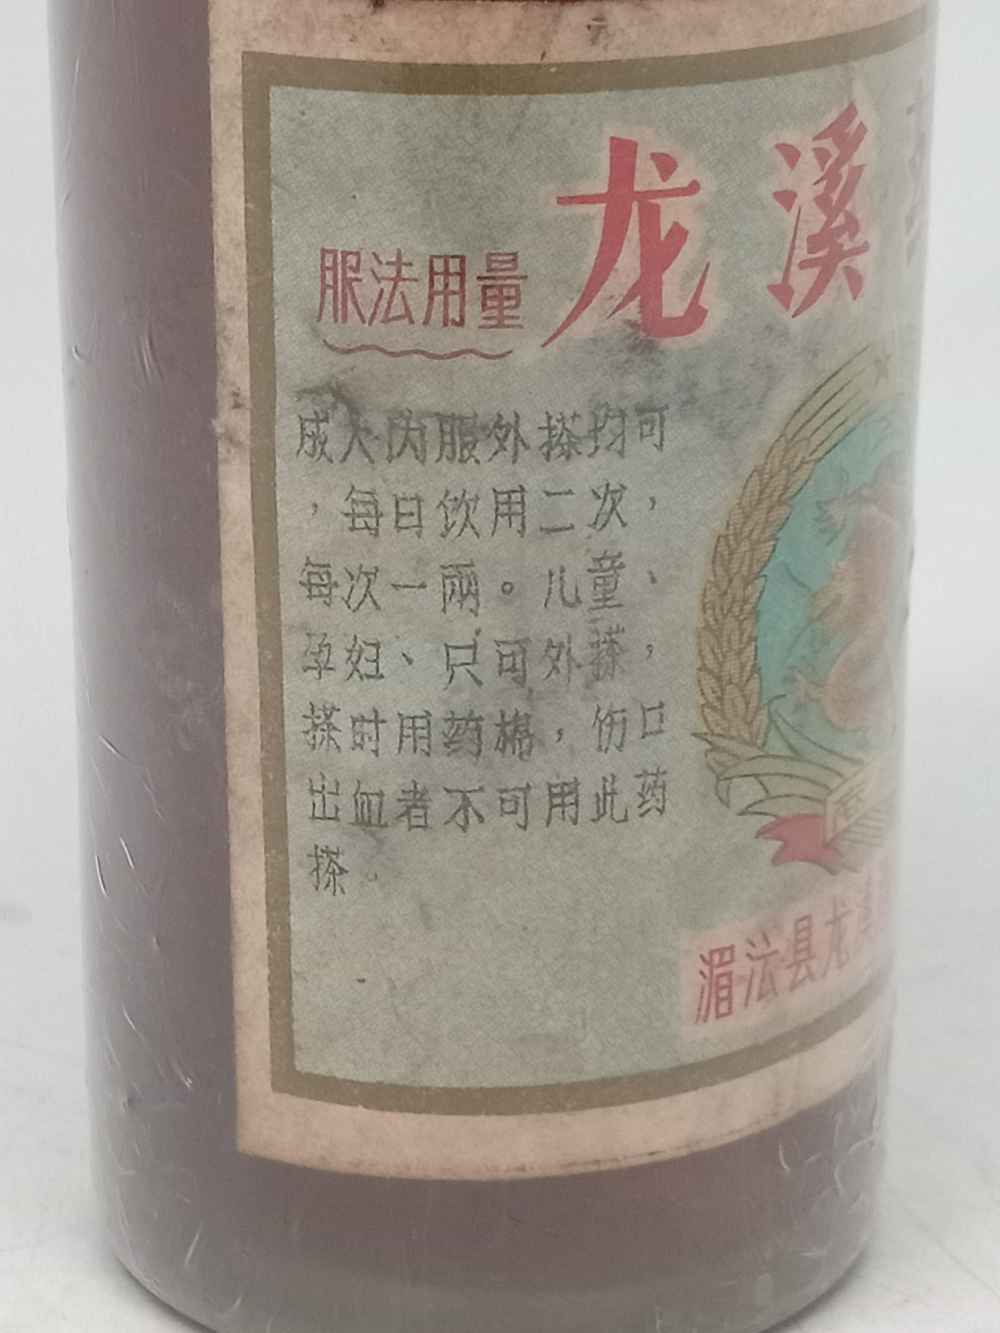 龙溪
服法用量
成人内服外搽均可
，每日饮用二次，
每次一两。儿童、
孕妇、只可外搽，
搽时用药棉，伤口
出血者不可用此药
搽。
湄法县龙